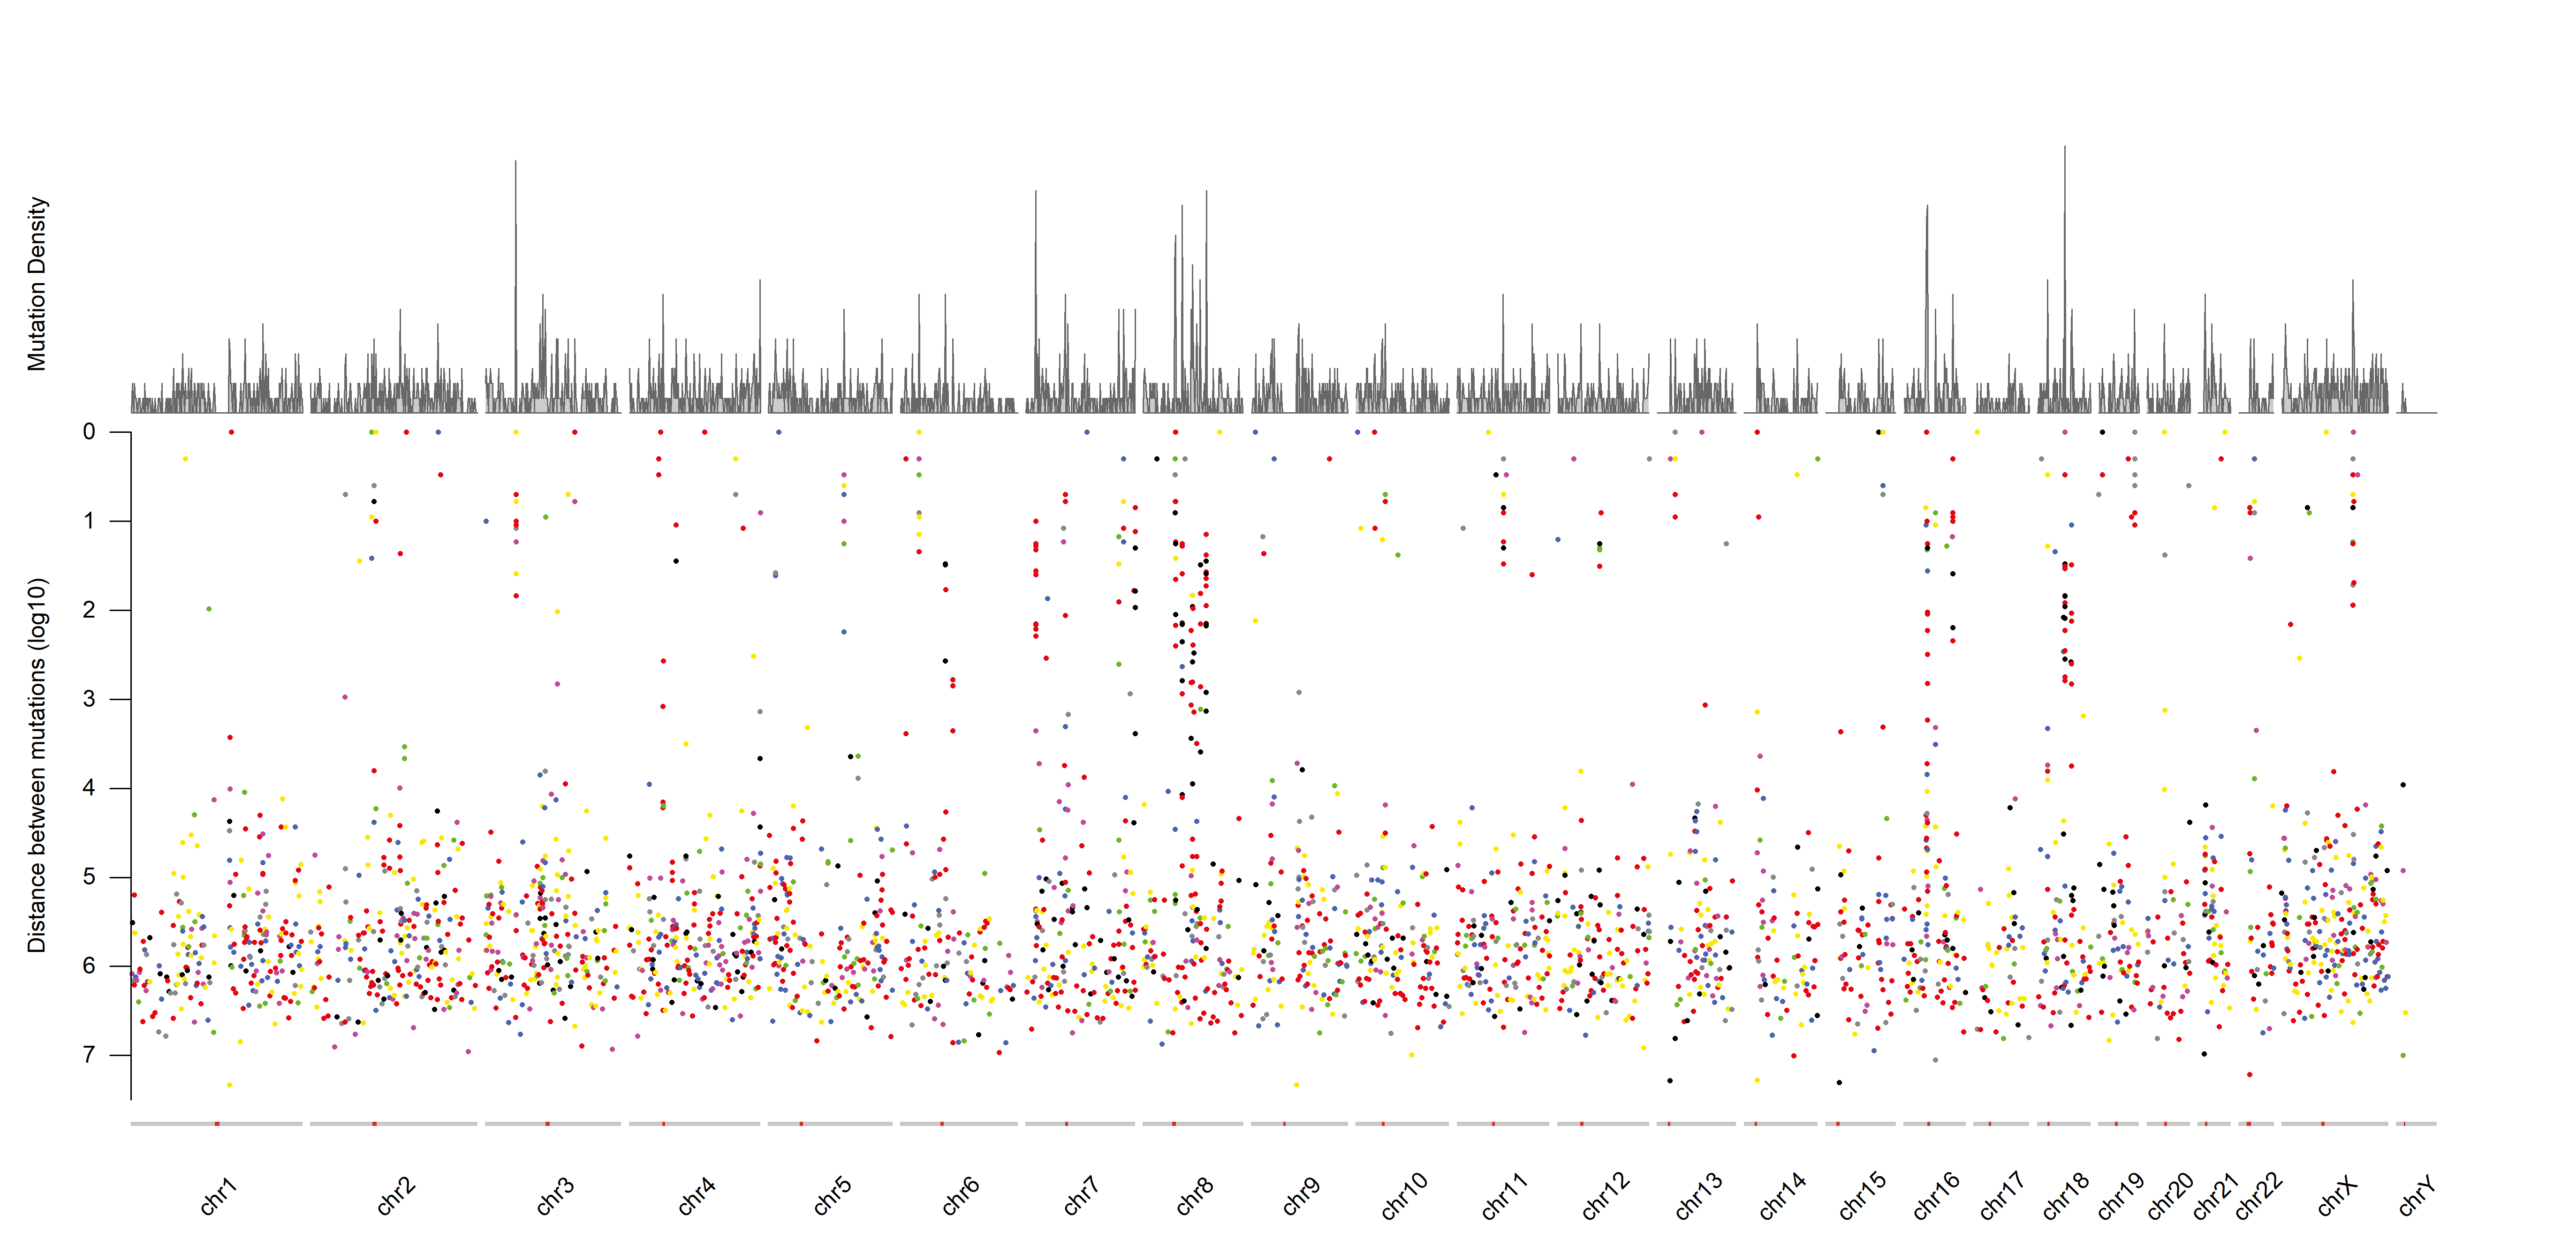 Mutation Density
Distance between mutations (log10)
0
1
2
3
4
5
6
7
chr1
chr2
chr3
chr4
chr5
chr6
chr7
chr8
chr9
chr10
chr11
chr12
chr13
chr14
chr15
chr16
chr17
chr18
chr19
chr20
chr21
chr22
chrX
chrY